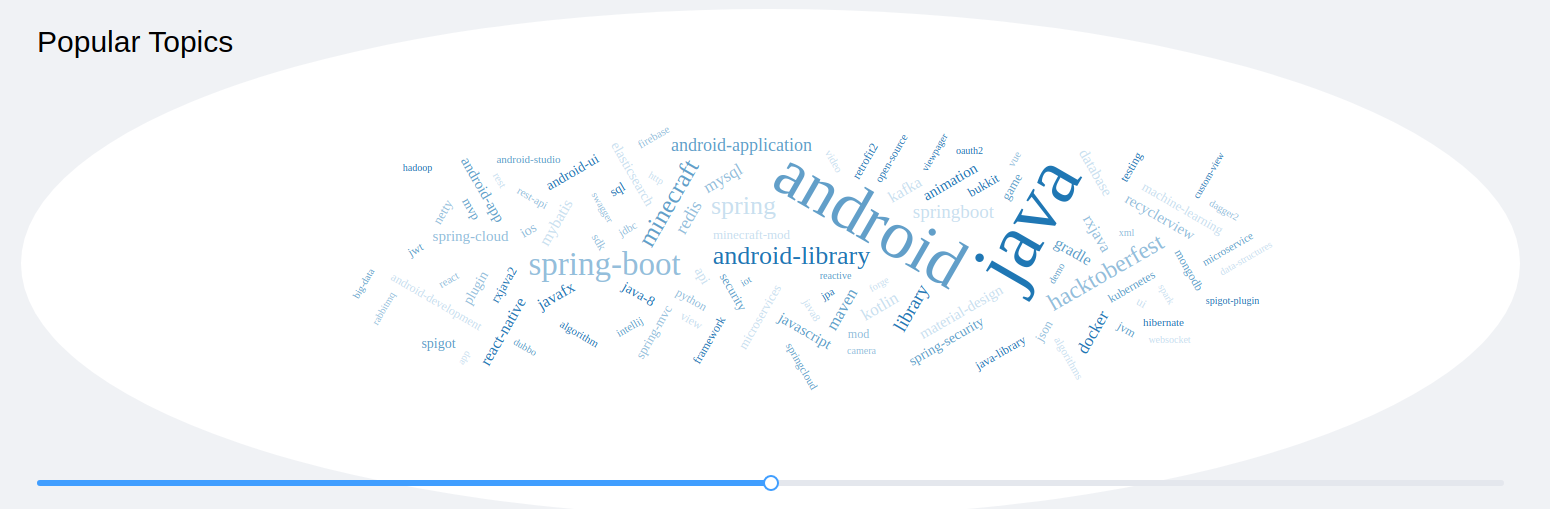 Popular Topics
firebase
android-application
elasticsearch
video
retrofit2
open-source
viewpager
oauth2
vue
database
testing
custom-view
hadoop
android-studio
android-ui
http
mysql
android
kafka
animation
bukkit
game
java
machine-learning
dagger2
android-app
rest
rest-api
swagger
sql
minecraft
redis
spring
springboot
recyclerview
netty
mvp
mybatis
jdbc
ios
sdk
spring-cloud
minecraft-mod
rxjava
xml
microservice
data-structures
jwt
spring-boot
android-library
gradle
hacktoberfest
mongodb
big-data
react
plugin
rxjava2
api
security
iot
reactive
forge
demo
kubernetes
spark
ui
spigot-plugin
rabbitmq
android-development
javafx
java-8
python
view
microservices
java8
jpa
maven
kotlin
library
material-design
react-native
algorithm
intellij
spring-mvc
framework
javascript
mod
spring-security
json
docker
jvm
hibernate
websocket
spigot
app
dubbo
springcloud
camera
java-library
algorithms